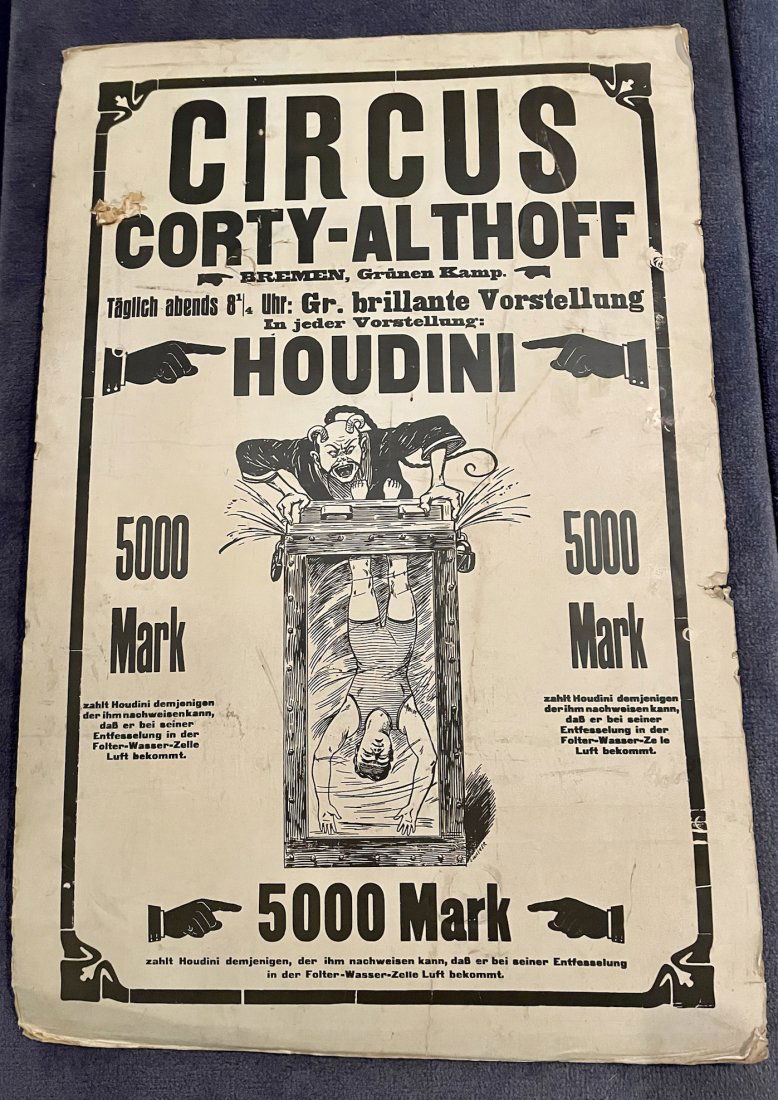 CIRCUS
CORTY-ALTHOFF
BREMEN, Grünen Kamp.
Täglich abends 8¼ Uhr: Gr. brillante Vorstellung
In jeder Vorstellung:
HOUDINI
5000
Mark
zahlt Houdini demjenigen
der ihm nachweisen kann,
daß er bei seiner
Entfesselung in der
Folter-Wasser-Zelle
Luft bekommt.
5000
Mark
zahlt Houdini demjenigen
der ihm nachweisen kann,
daß er bei seiner
Entfesselung in der
Folter-Wasser-Ze le
Luft bekommt.
5000 Mark
zahlt Houdini demjenigen, der ihm nachweisen kann, daß er bei seiner Entfesselung
in der Folter-Wasser-Zelle Luft bekommt.